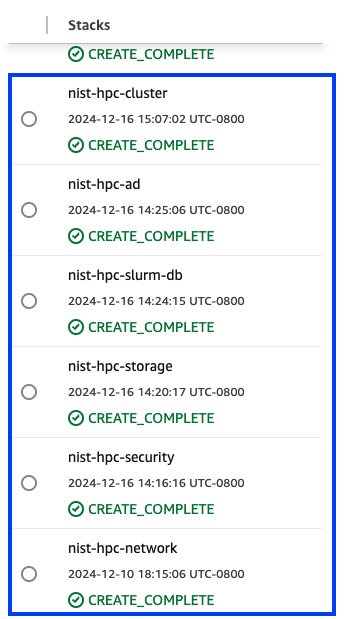 Stacks
CREATE_COMPLETE
nist-hpc-cluster
2024-12-16 15:07:02 UTC-0800
CREATE_COMPLETE
nist-hpc-ad
2024-12-16 14:25:06 UTC-0800
CREATE_COMPLETE
nist-hpc-slurm-db
2024-12-16 14:24:15 UTC-0800
CREATE_COMPLETE
nist-hpc-storage
2024-12-16 14:20:17 UTC-0800
CREATE_COMPLETE
nist-hpc-security
2024-12-16 14:16:16 UTC-0800
CREATE_COMPLETE
nist-hpc-network
2024-12-10 18:15:06 UTC-0800
CREATE_COMPLETE